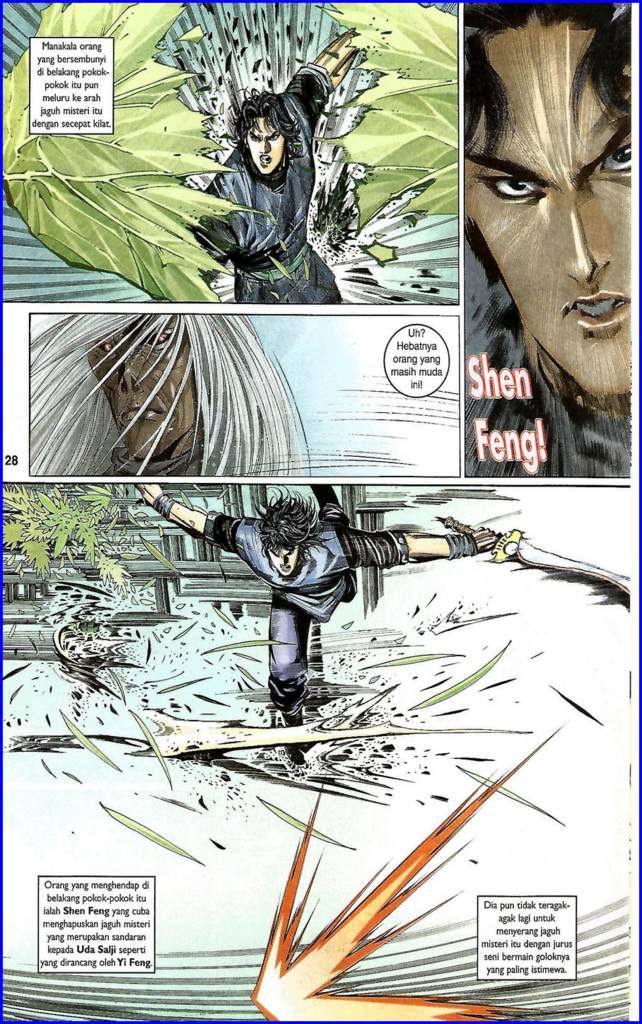 Manakala orang
yang bersembunyi
di belakang pokok-
pokok itu pun
meluru ke arah
jaguh misteri itu
dengan secepat kilat.
Shen
Feng!
Uh?
Hebatnya
orang yang
masih muda
ini!
28
Orang yang menghendap di
belakang pokok-pokok itu
ialah Shen Feng yang cuba
menghapuskan jaguh misteri
yang merupakan sandaran
kepada Uda Salji seperti
yang dirancang oleh Yi Feng.
Dia pun tidak teragak-
agak lagi untuk
menyerang jaguh
misteri itu dengan jurus
seni bermain goloknya
yang paling istimewa.